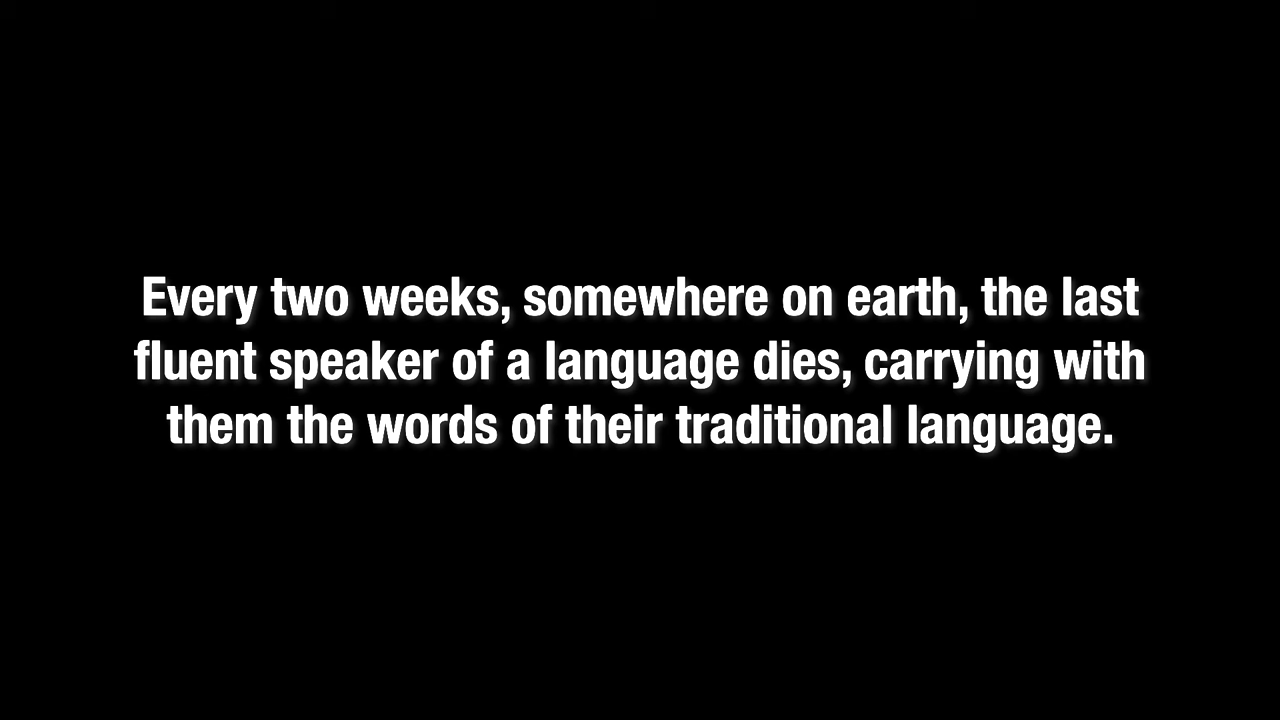 Every two weeks, somewhere on earth, the last
fluent speaker of a language dies, carrying with
them the words of their traditional language.